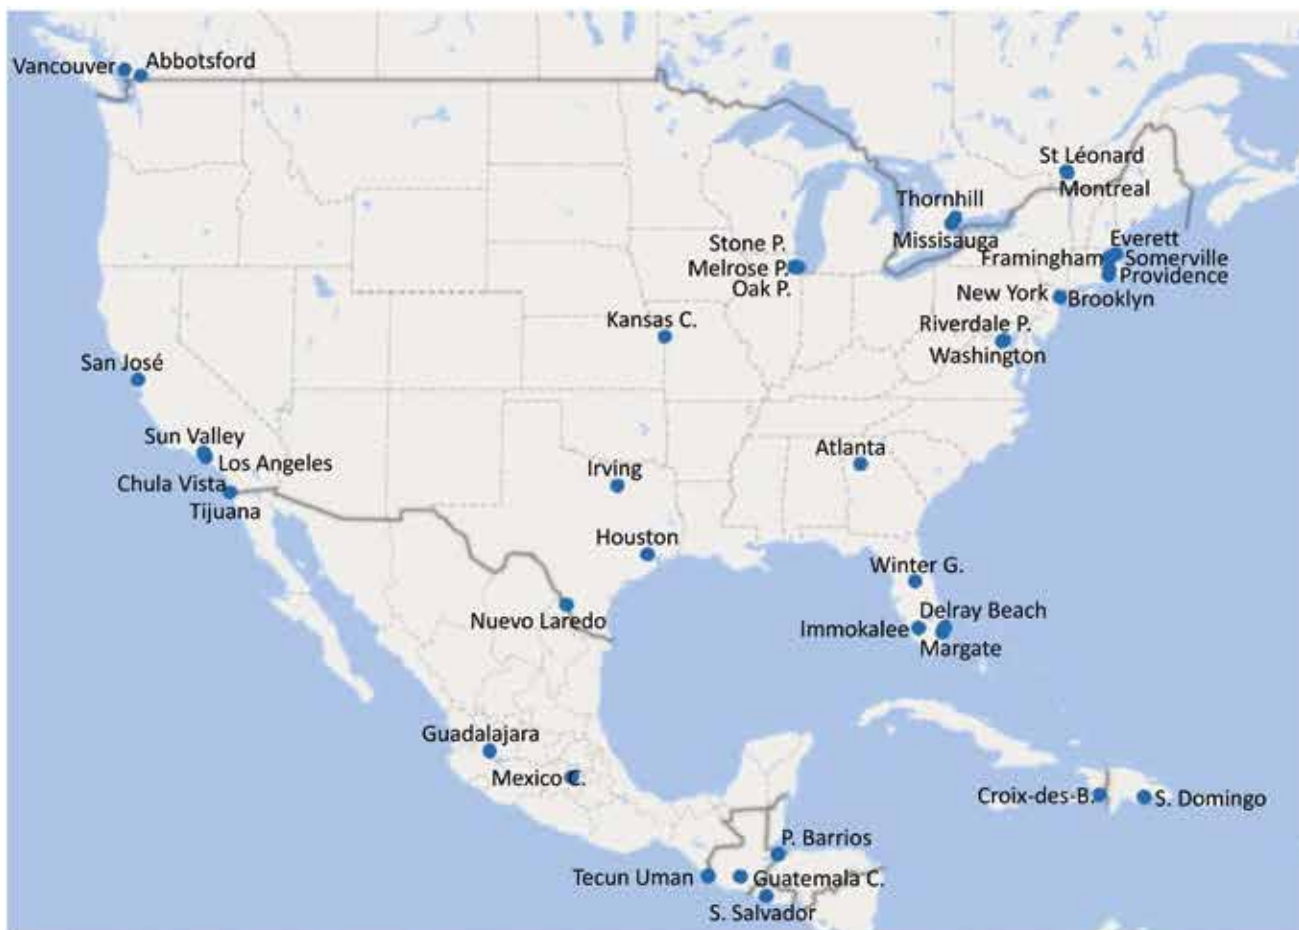 Vancouver
Abbotsford
St Léonard
Montreal
Thornhill
Missisauga
Everett
Framingham
Somerville
Providence
Stone P.
Melrose P.
Oak P.
New York
Brooklyn
Kansas C.
Riverdale P.
Washington
San José
Sun Valley
Los Angeles
Atlanta
Irving
Chula Vista
Tijuana
Houston
Winter G.
Nuevo Laredo
Delray Beach
Immokalee
Margate
Guadalajara
Mexico C.
Croix-des-B.
S. Domingo
P. Barrios
Tecun Uman
Guatemala C.
S. Salvador